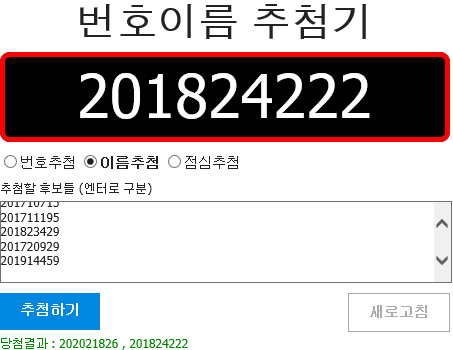 번호이름 추첨기
201824222
번호추첨 이름추첨 점심추첨
추첨할 후보들 (엔터로 구분)
201710715
201711195
201823429
201720929
201914459
추첨하기 새로고침
당첨결과 : 202021826 , 201824222